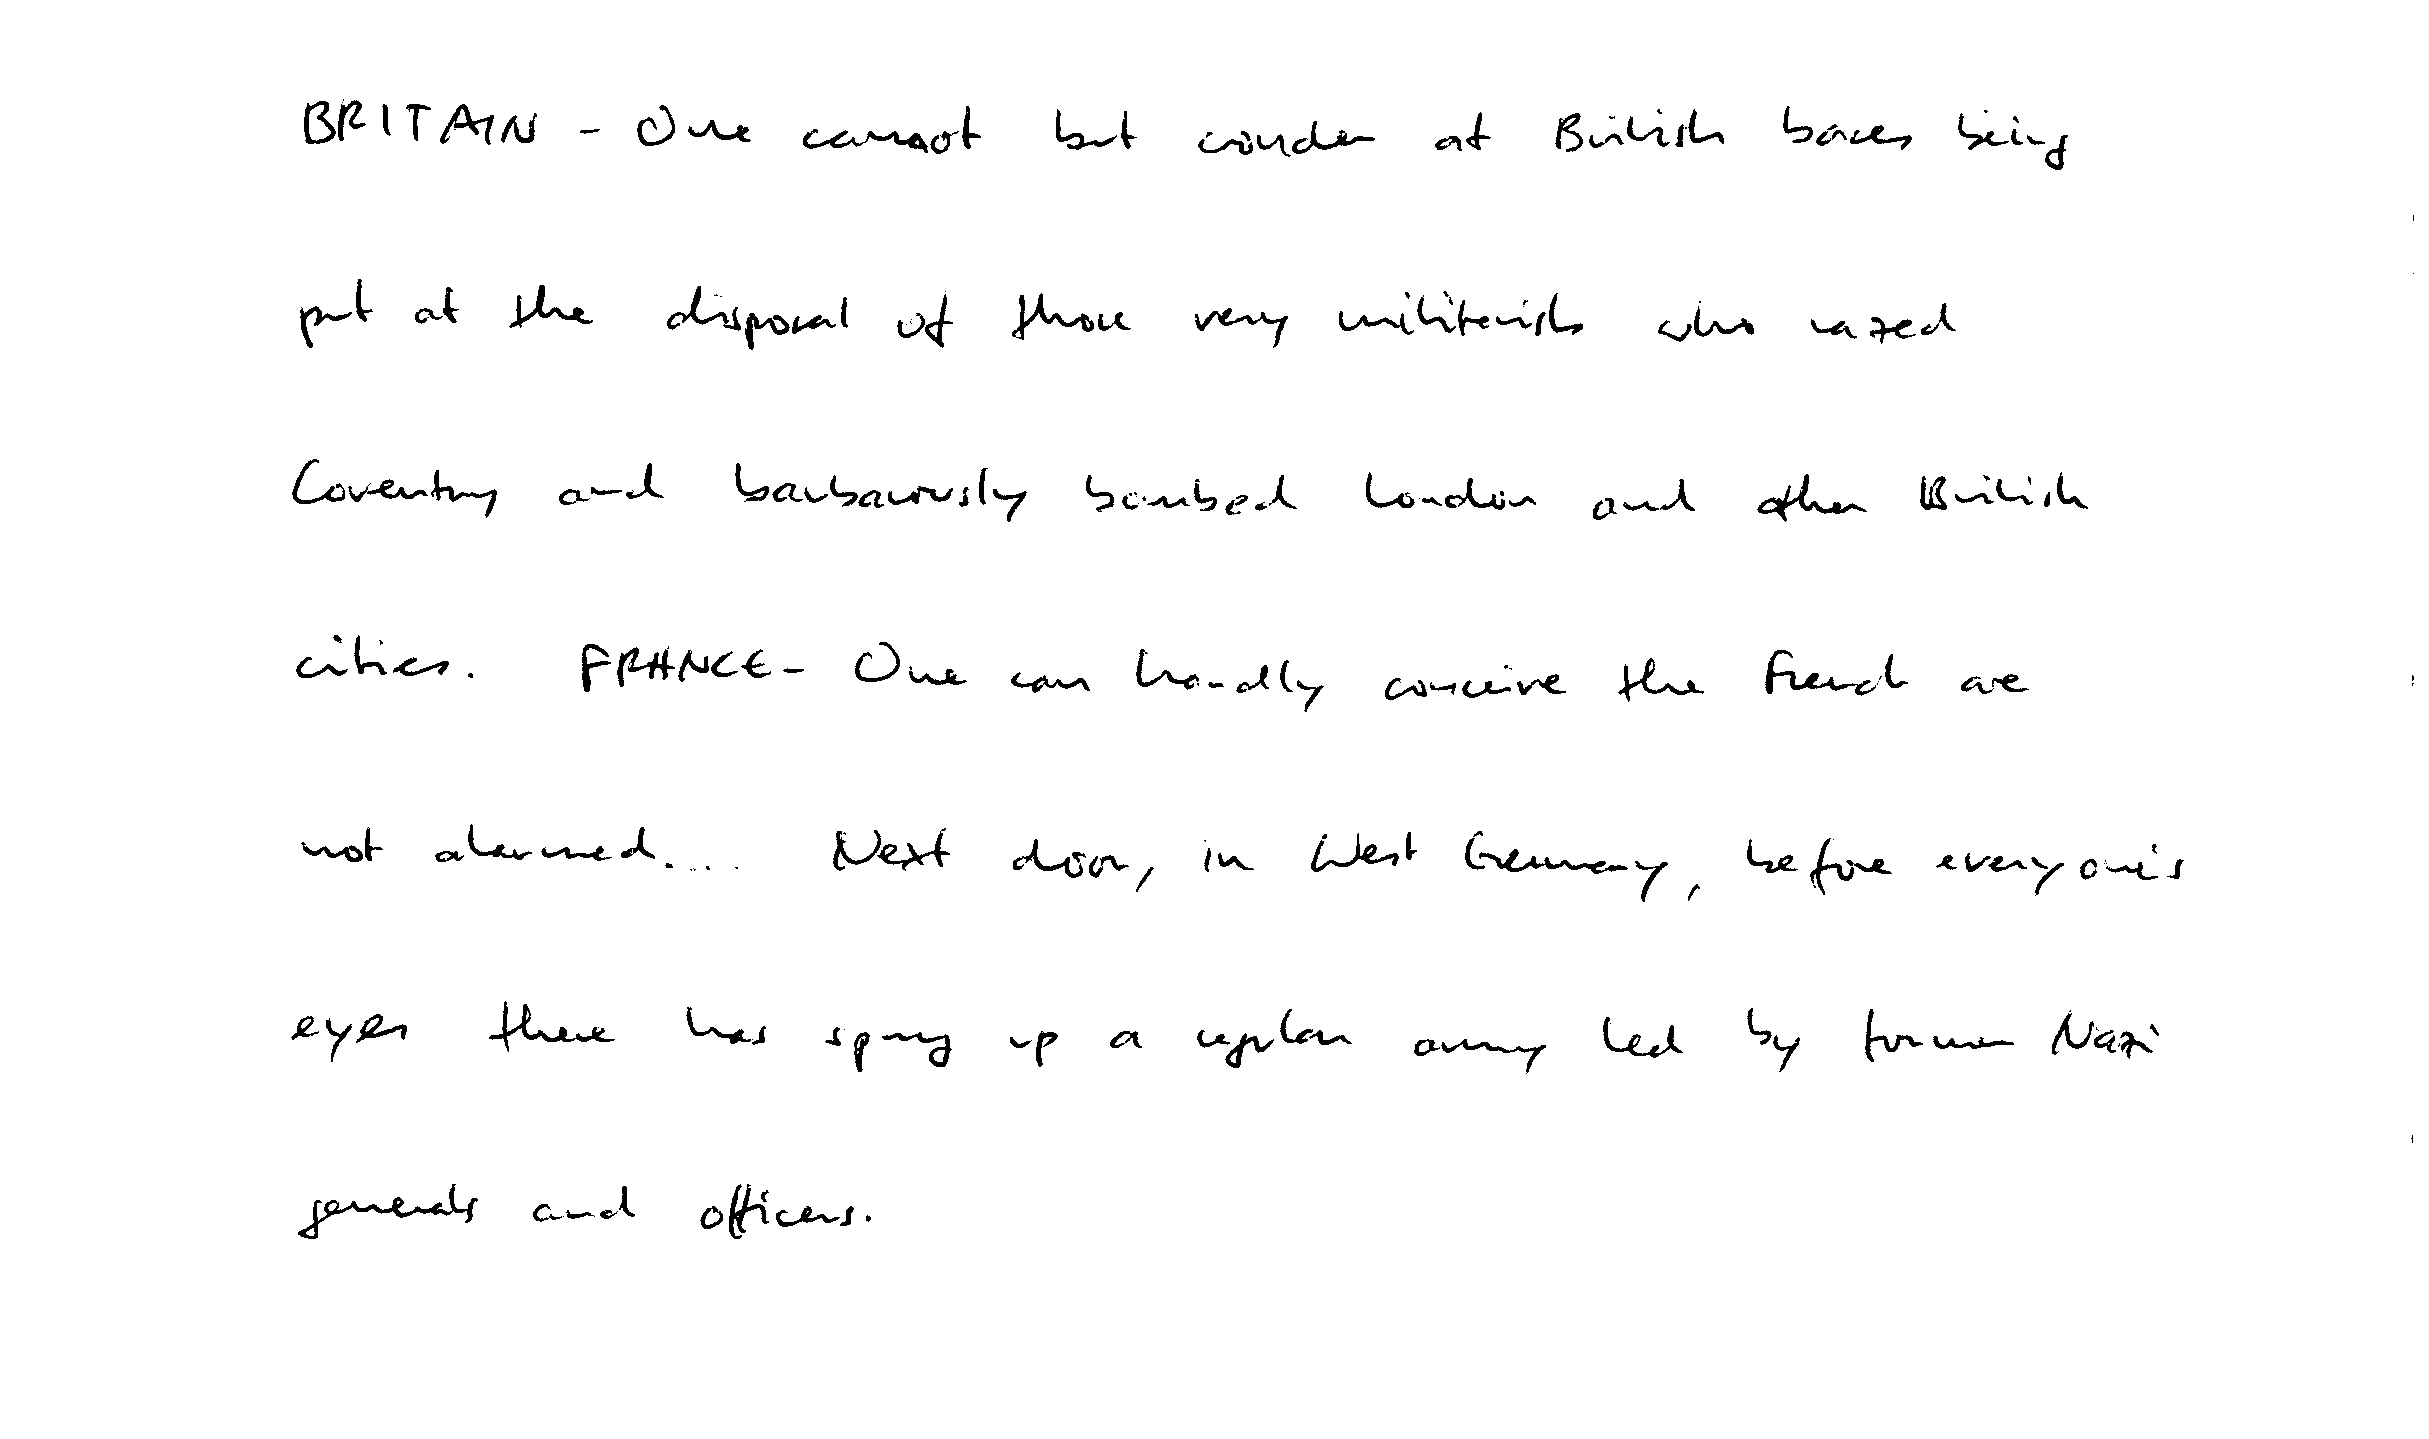 BRITAIN - One cannot but wonder at British bases being
put at the disposal of those very militarists who razed
Coventry and barbarously bombed London and other British
cities. FRANCE - One can hardly conceive the French are
not alarmed.... Next door, in West Germany, before everyone's
eyes there has sprung up a regular army led by former Nazi
generals and officers.